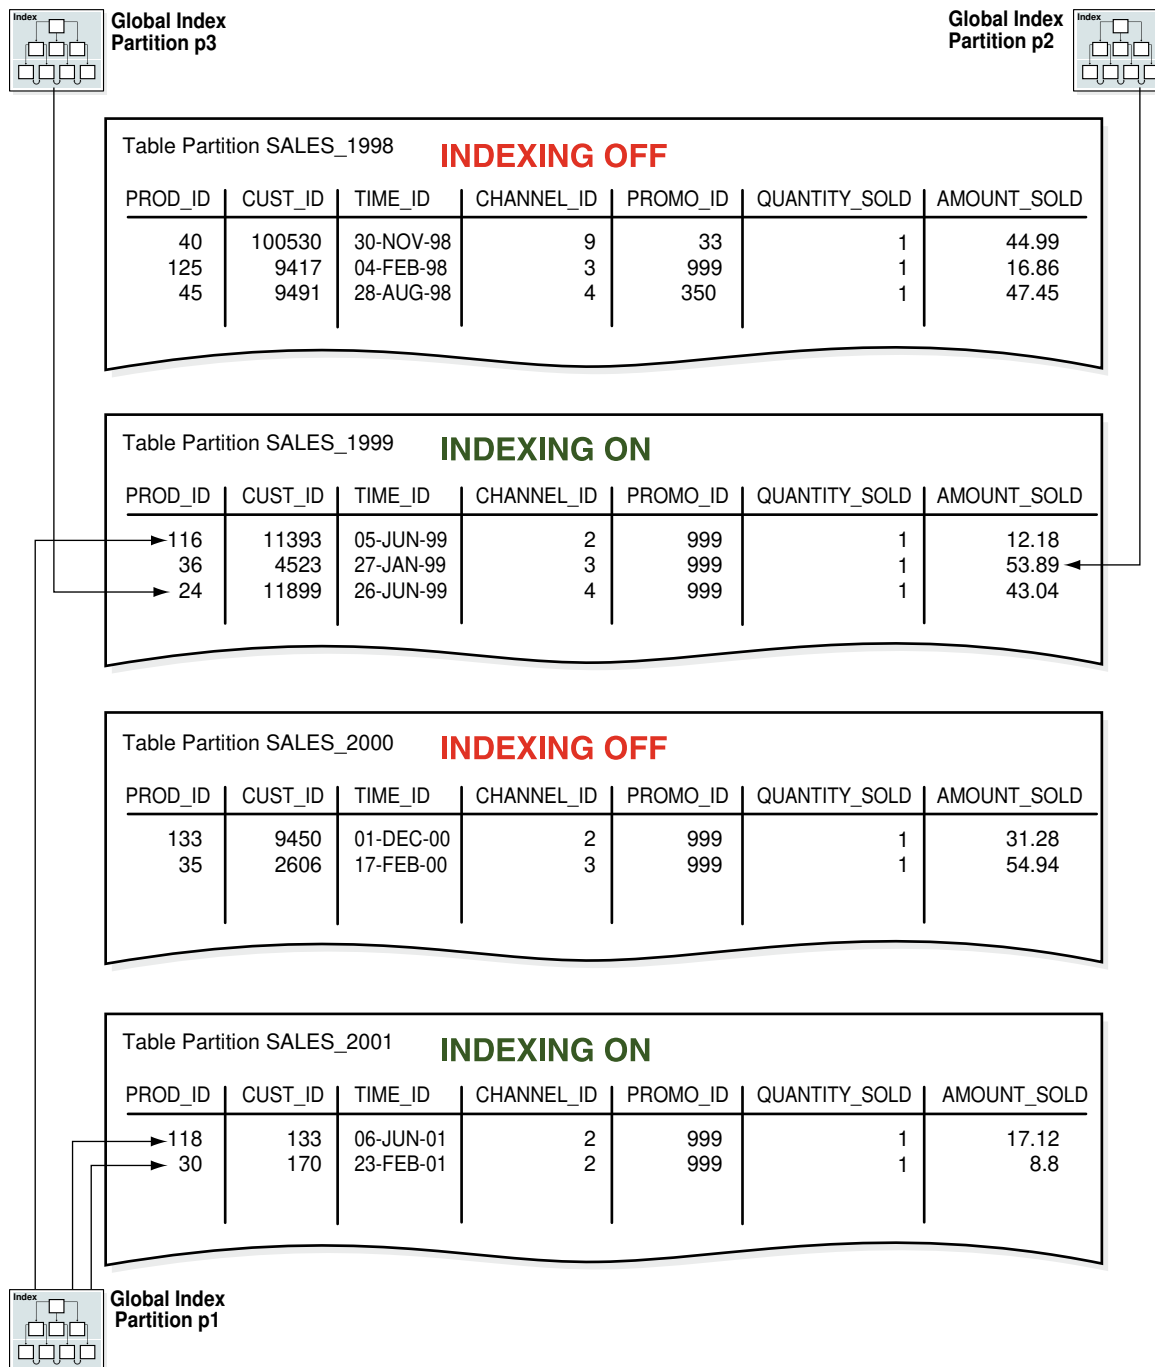 Index
Global Index
Partition p3
Global Index
Partition p2
Index
Table Partition SALES_1998 INDEXING OFF
PROD_ID CUST_ID TIME_ID CHANNEL_ID PROMO_ID QUANTITY_SOLD AMOUNT_SOLD
40 100530 30-NOV-98 9 33 1 44.99
125 9417 04-FEB-98 3 999 1 16.86
45 9491 28-AUG-98 4 350 1 47.45
Table Partition SALES_1999 INDEXING ON
PROD_ID CUST_ID TIME_ID CHANNEL_ID PROMO_ID QUANTITY_SOLD AMOUNT_SOLD
116 11393 05-JUN-99 2 999 1 12.18
36 4523 27-JAN-99 3 999 1 53.89
24 11899 26-JUN-99 4 999 1 43.04
Table Partition SALES_2000 INDEXING OFF
PROD_ID CUST_ID TIME_ID CHANNEL_ID PROMO_ID QUANTITY_SOLD AMOUNT_SOLD
133 9450 01-DEC-00 2 999 1 31.28
35 2606 17-FEB-00 3 999 1 54.94
Table Partition SALES_2001 INDEXING ON
PROD_ID CUST_ID TIME_ID CHANNEL_ID PROMO_ID QUANTITY_SOLD AMOUNT_SOLD
118 133 06-JUN-01 2 999 1 17.12
30 170 23-FEB-01 2 999 1 8.8
Index
Global Index
Partition p1